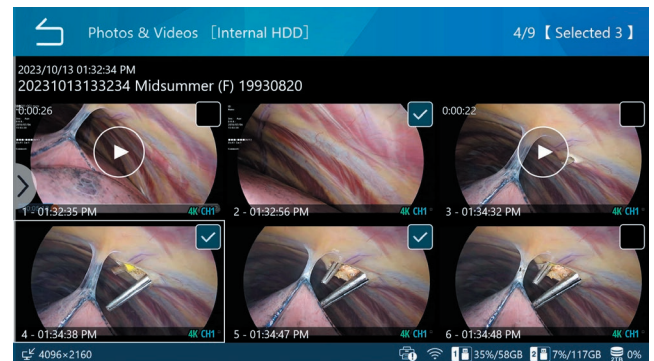 Photos & Videos [Internal HDD]
4/9【 Selected 3 】
2023/10/13 01:32:34 PM
20231013133234 Midsummer (F) 19930820
0:00:26
0:00:22
1 - 01:32:35 PM 4K CH1
2 - 01:32:56 PM 4K CH1
3 - 01:34:32 PM 4K CH1
4 - 01:34:38 PM 4K CH1
5 - 01:34:47 PM 4K CH1
6 - 01:34:48 PM 4K CH1
4096×2160
1 35%/58GB 2 7%/117GB 2TB 0%